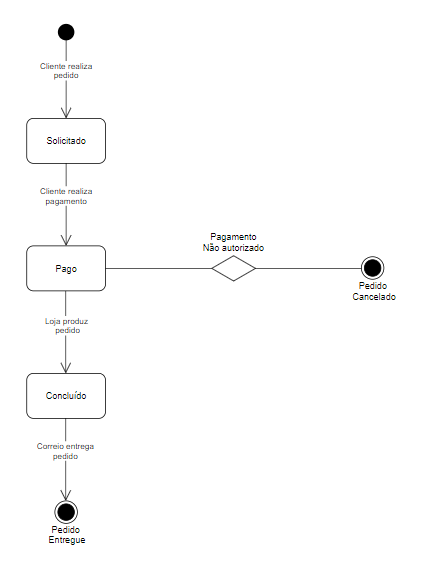 Cliente realiza
pedido
Solicitado
Cliente realiza
pagamento
Pagamento
Não autorizado
Pago
Pedido
Cancelado
Loja produz
pedido
Concluído
Correio entrega
pedido
Pedido
Entregue